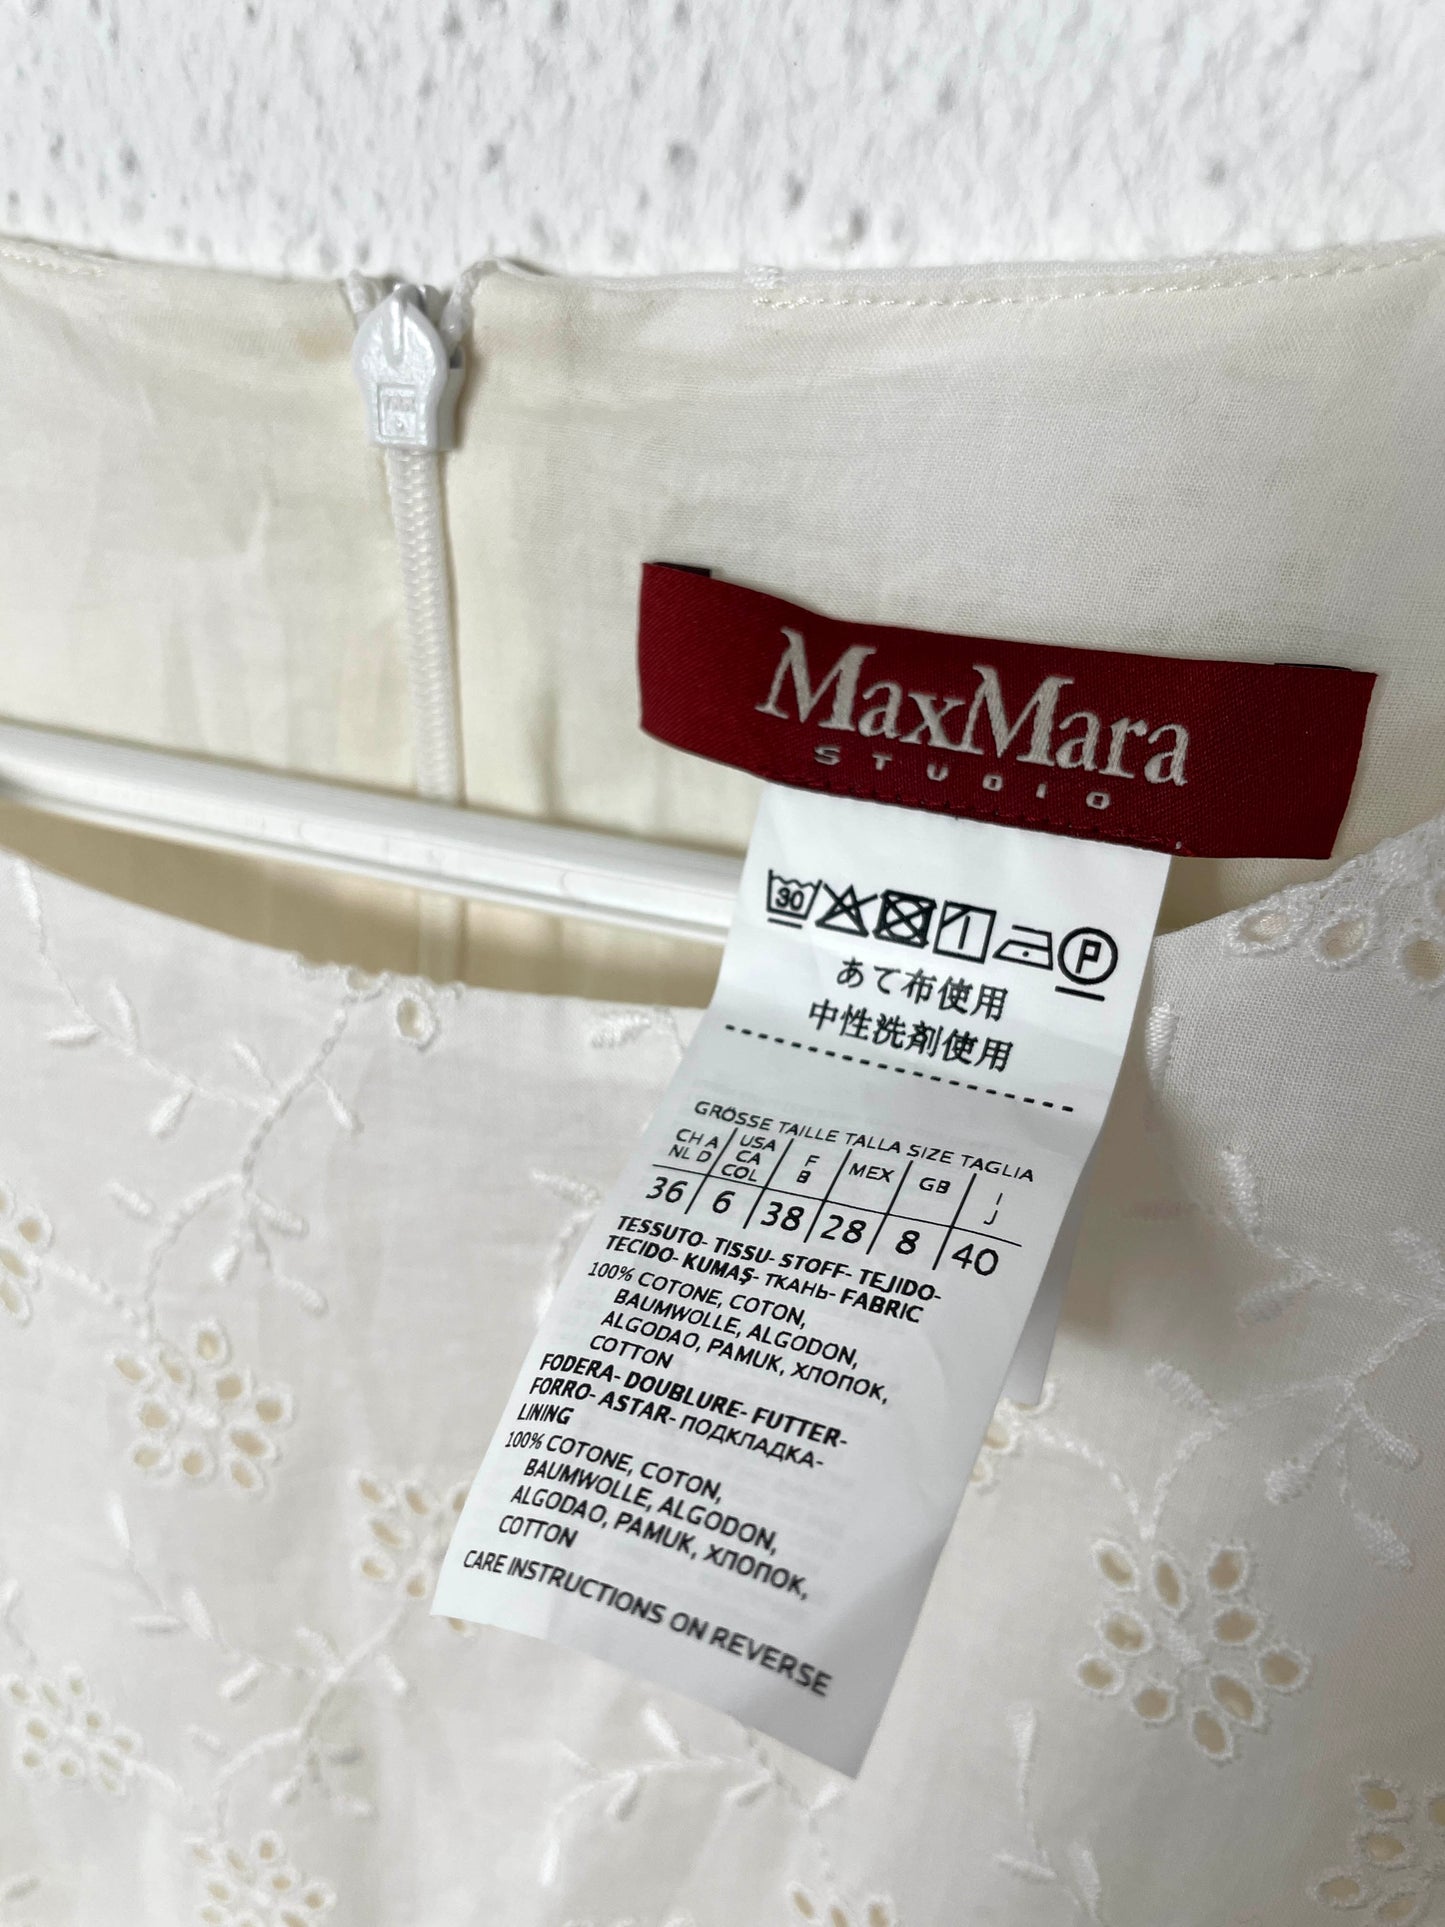 MaxMara
STUDIO
30 P
あて布使用
中性洗剤使用
GRÖSSE TAILLE TALLA SIZE TAGLIA
CH A USA F MEX GB I
NL D CA B J
COL
36 6 38 28 8 40
TESSUTO- TISSU- STOFF- TEJIDO-
TECIDO- KUMAŞ- ТКАНЬ- FABRIC
100% COTONE, COTON,
BAUMWOLLE, ALGODON,
ALGODAO, PAMUK, ХЛОПОК,
COTTON
FODERA- DOUBLURE- FUTTER-
FORRO- ASTAR- ПОДКЛАДКА-
LINING
100% COTONE, COTON,
BAUMWOLLE, ALGODON,
ALGODAO, PAMUK, ХЛОПОК,
COTTON
CARE INSTRUCTIONS ON REVERSE